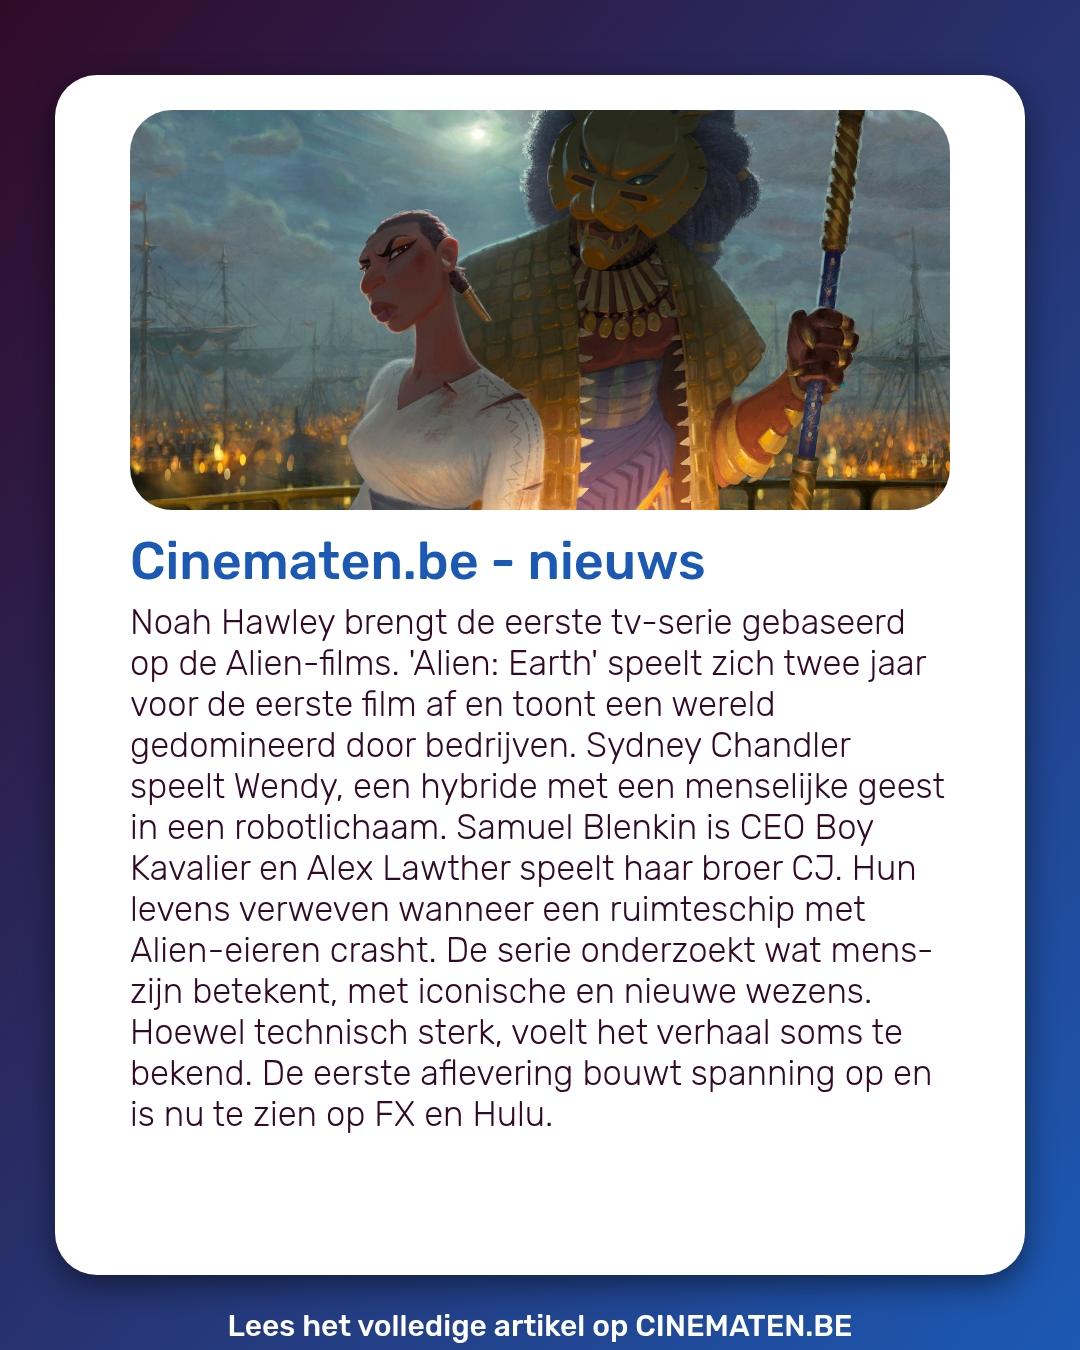 Cinematen.be - nieuws
Noah Hawley brengt de eerste tv-serie gebaseerd
op de Alien-films. 'Alien: Earth' speelt zich twee jaar
voor de eerste film af en toont een wereld
gedomineerd door bedrijven. Sydney Chandler
speelt Wendy, een hybride met een menselijke geest
in een robotlichaam. Samuel Blenkin is CEO Boy
Kavalier en Alex Lawther speelt haar broer CJ. Hun
levens verweven wanneer een ruimteschip met
Alien-eieren crasht. De serie onderzoekt wat mens-
zijn betekent, met iconische en nieuwe wezens.
Hoewel technisch sterk, voelt het verhaal soms te
bekend. De eerste aflevering bouwt spanning op en
is nu te zien op FX en Hulu.
Lees het volledige artikel op CINEMATEN.BE